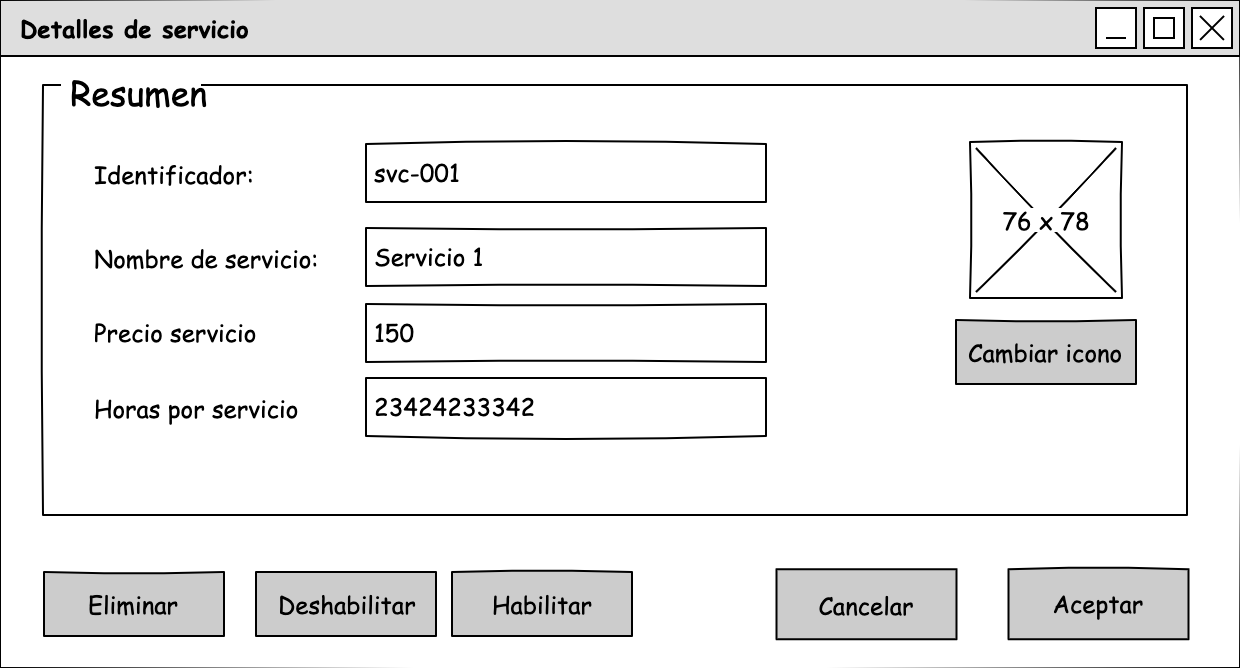 Detalles de servicio
Resumen
Identificador:
svc-001
Nombre de servicio:
Servicio 1
Precio servicio
150
Horas por servicio
23424233342
76 x 78
Cambiar icono
Eliminar
Deshabilitar
Habilitar
Cancelar
Aceptar